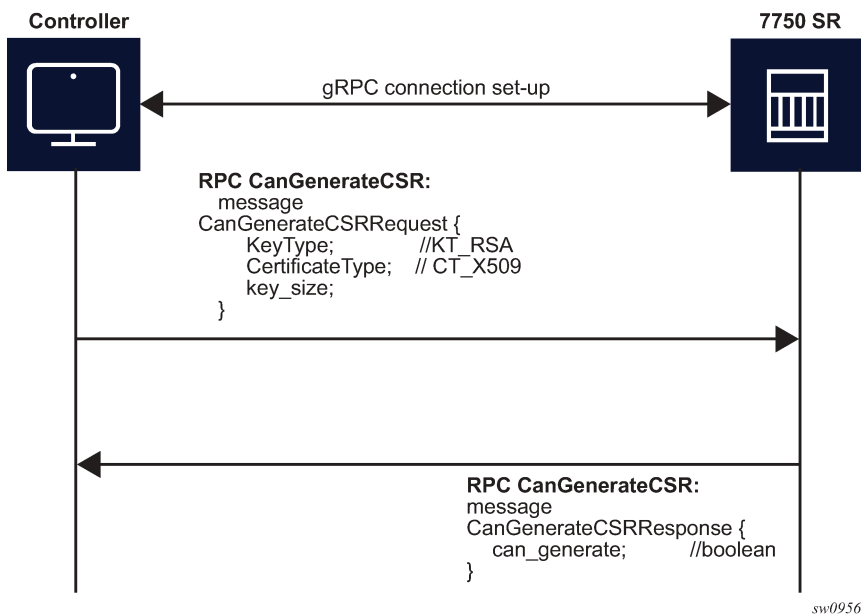 Controller
7750 SR
gRPC connection set-up
RPC CanGenerateCSR:
message
CanGenerateCSRRequest {
KeyType; //KT_RSA
CertificateType; // CT_X509
key_size;
}
RPC CanGenerateCSR:
message
CanGenerateCSRResponse {
can_generate; //boolean
}
sw0956